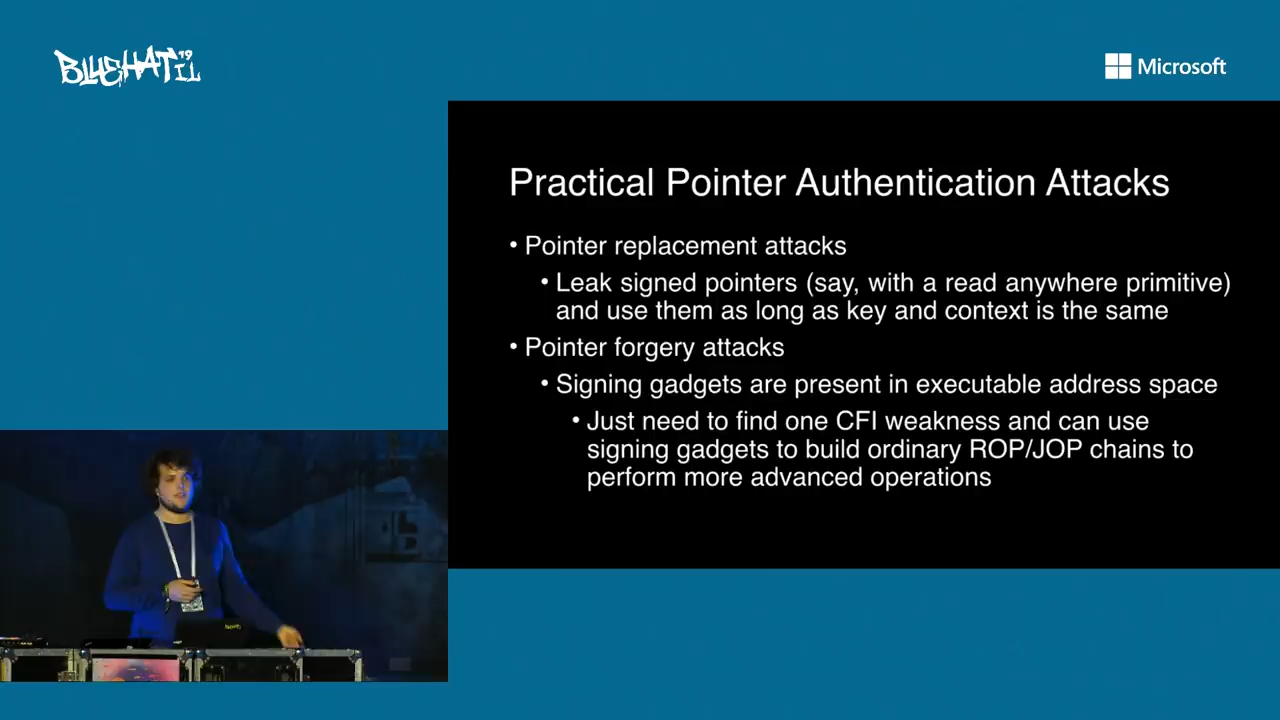 BLUEHAT IL 19
Microsoft
Practical Pointer Authentication Attacks
• Pointer replacement attacks
• Leak signed pointers (say, with a read anywhere primitive)
and use them as long as key and context is the same
• Pointer forgery attacks
• Signing gadgets are present in executable address space
• Just need to find one CFI weakness and can use
signing gadgets to build ordinary ROP/JOP chains to
perform more advanced operations